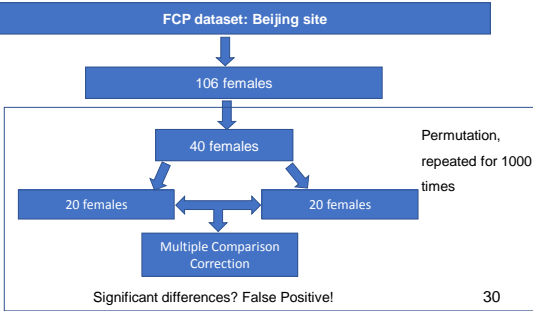 FCP dataset: Beijing site
106 females
40 females
Permutation,
repeated for 1000
times
20 females
20 females
Multiple Comparison
Correction
Significant differences? False Positive!
30